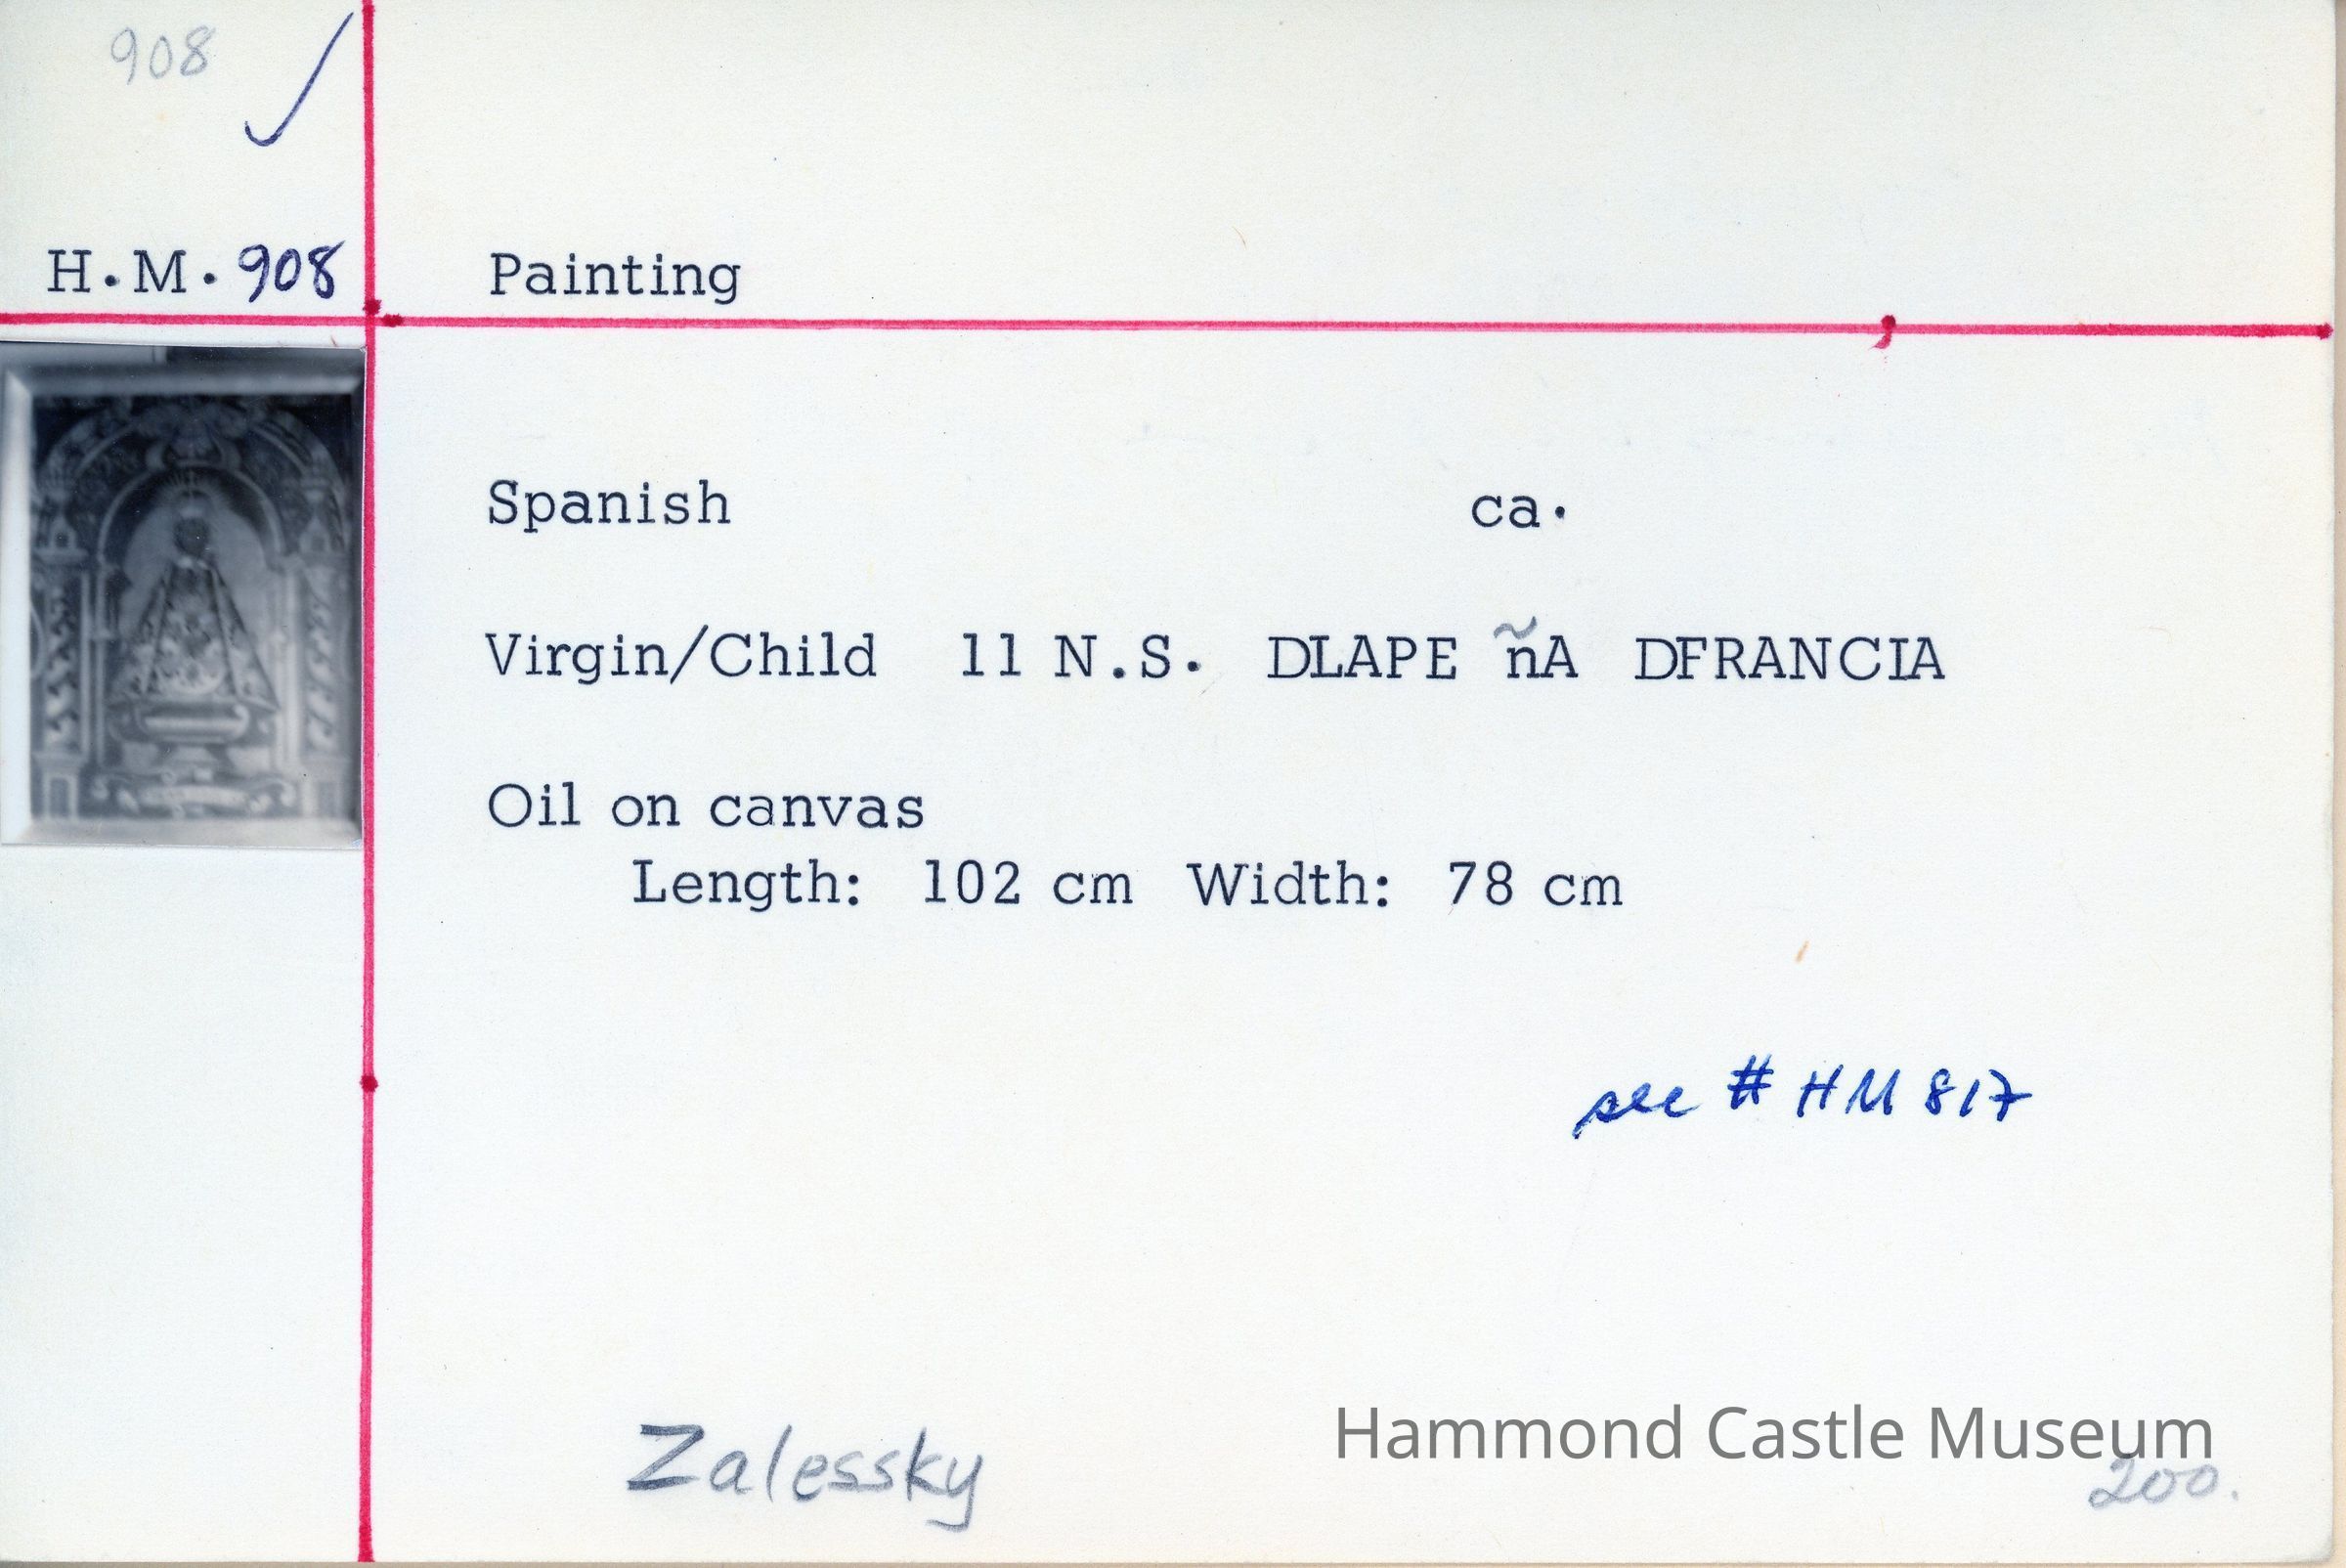 908
H.M.908 Painting
Spanish ca.
Virgin/Child 11 N.S. DLAPE ñA DFRANCIA
Oil on canvas
Length: 102 cm Width: 78 cm
see # HM 817
Zalessky
Hammond Castle Museum
200.